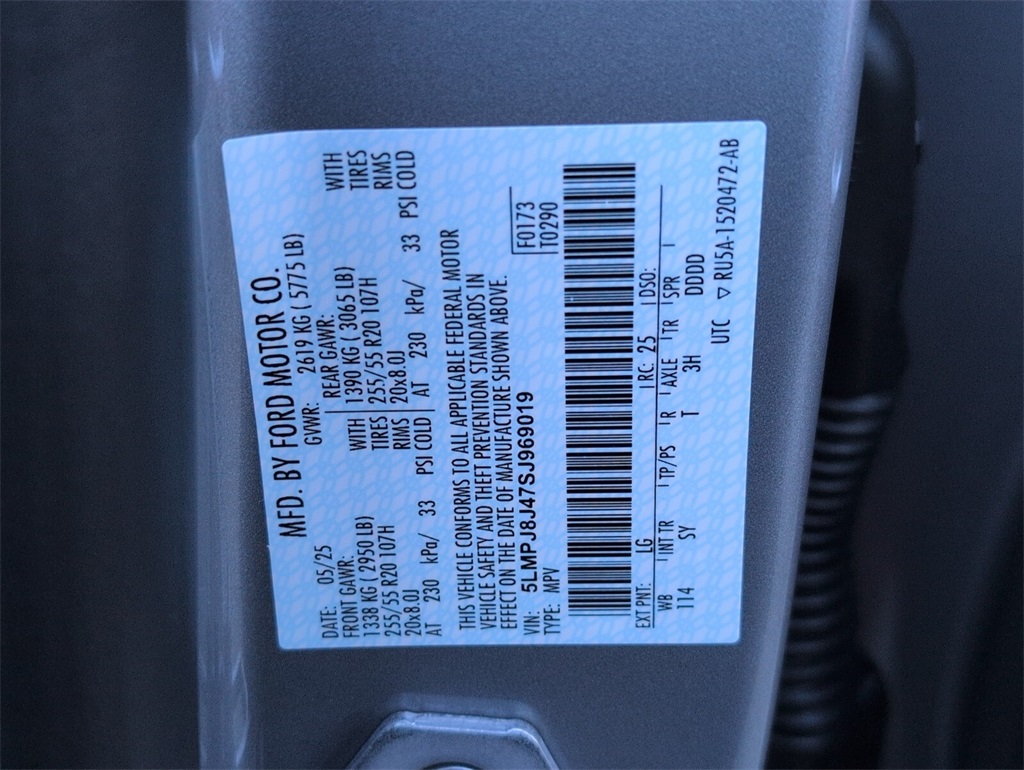 MFD. BY FORD MOTOR CO.
DATE: 05/25 GVWR: 2619 KG ( 5775 LB)
FRONT GAWR: REAR GAWR: WITH
1338 KG ( 2950 LB) WITH 1390 KG ( 3065 LB) TIRES
255/55 R20 107H TIRES 255/55 R20 107H RIMS
20x8.0J RIMS 20x8.0J
AT 230 kPa/ 33 PSI COLD AT 230 kPa/ 33 PSI COLD
THIS VEHICLE CONFORMS TO ALL APPLICABLE FEDERAL MOTOR
VEHICLE SAFETY AND THEFT PREVENTION STANDARDS IN
EFFECT ON THE DATE OF MANUFACTURE SHOWN ABOVE.
VIN: 5LMPJ8J47SJ969019 F0173
TYPE: MPV T0290
EXT PNT: LG RC: 25 DSO:
WB INT TR TP/PS R AXLE TR SPR
114 SY T 3H DDDD
UTC ▽ RU5A-1520472-AB